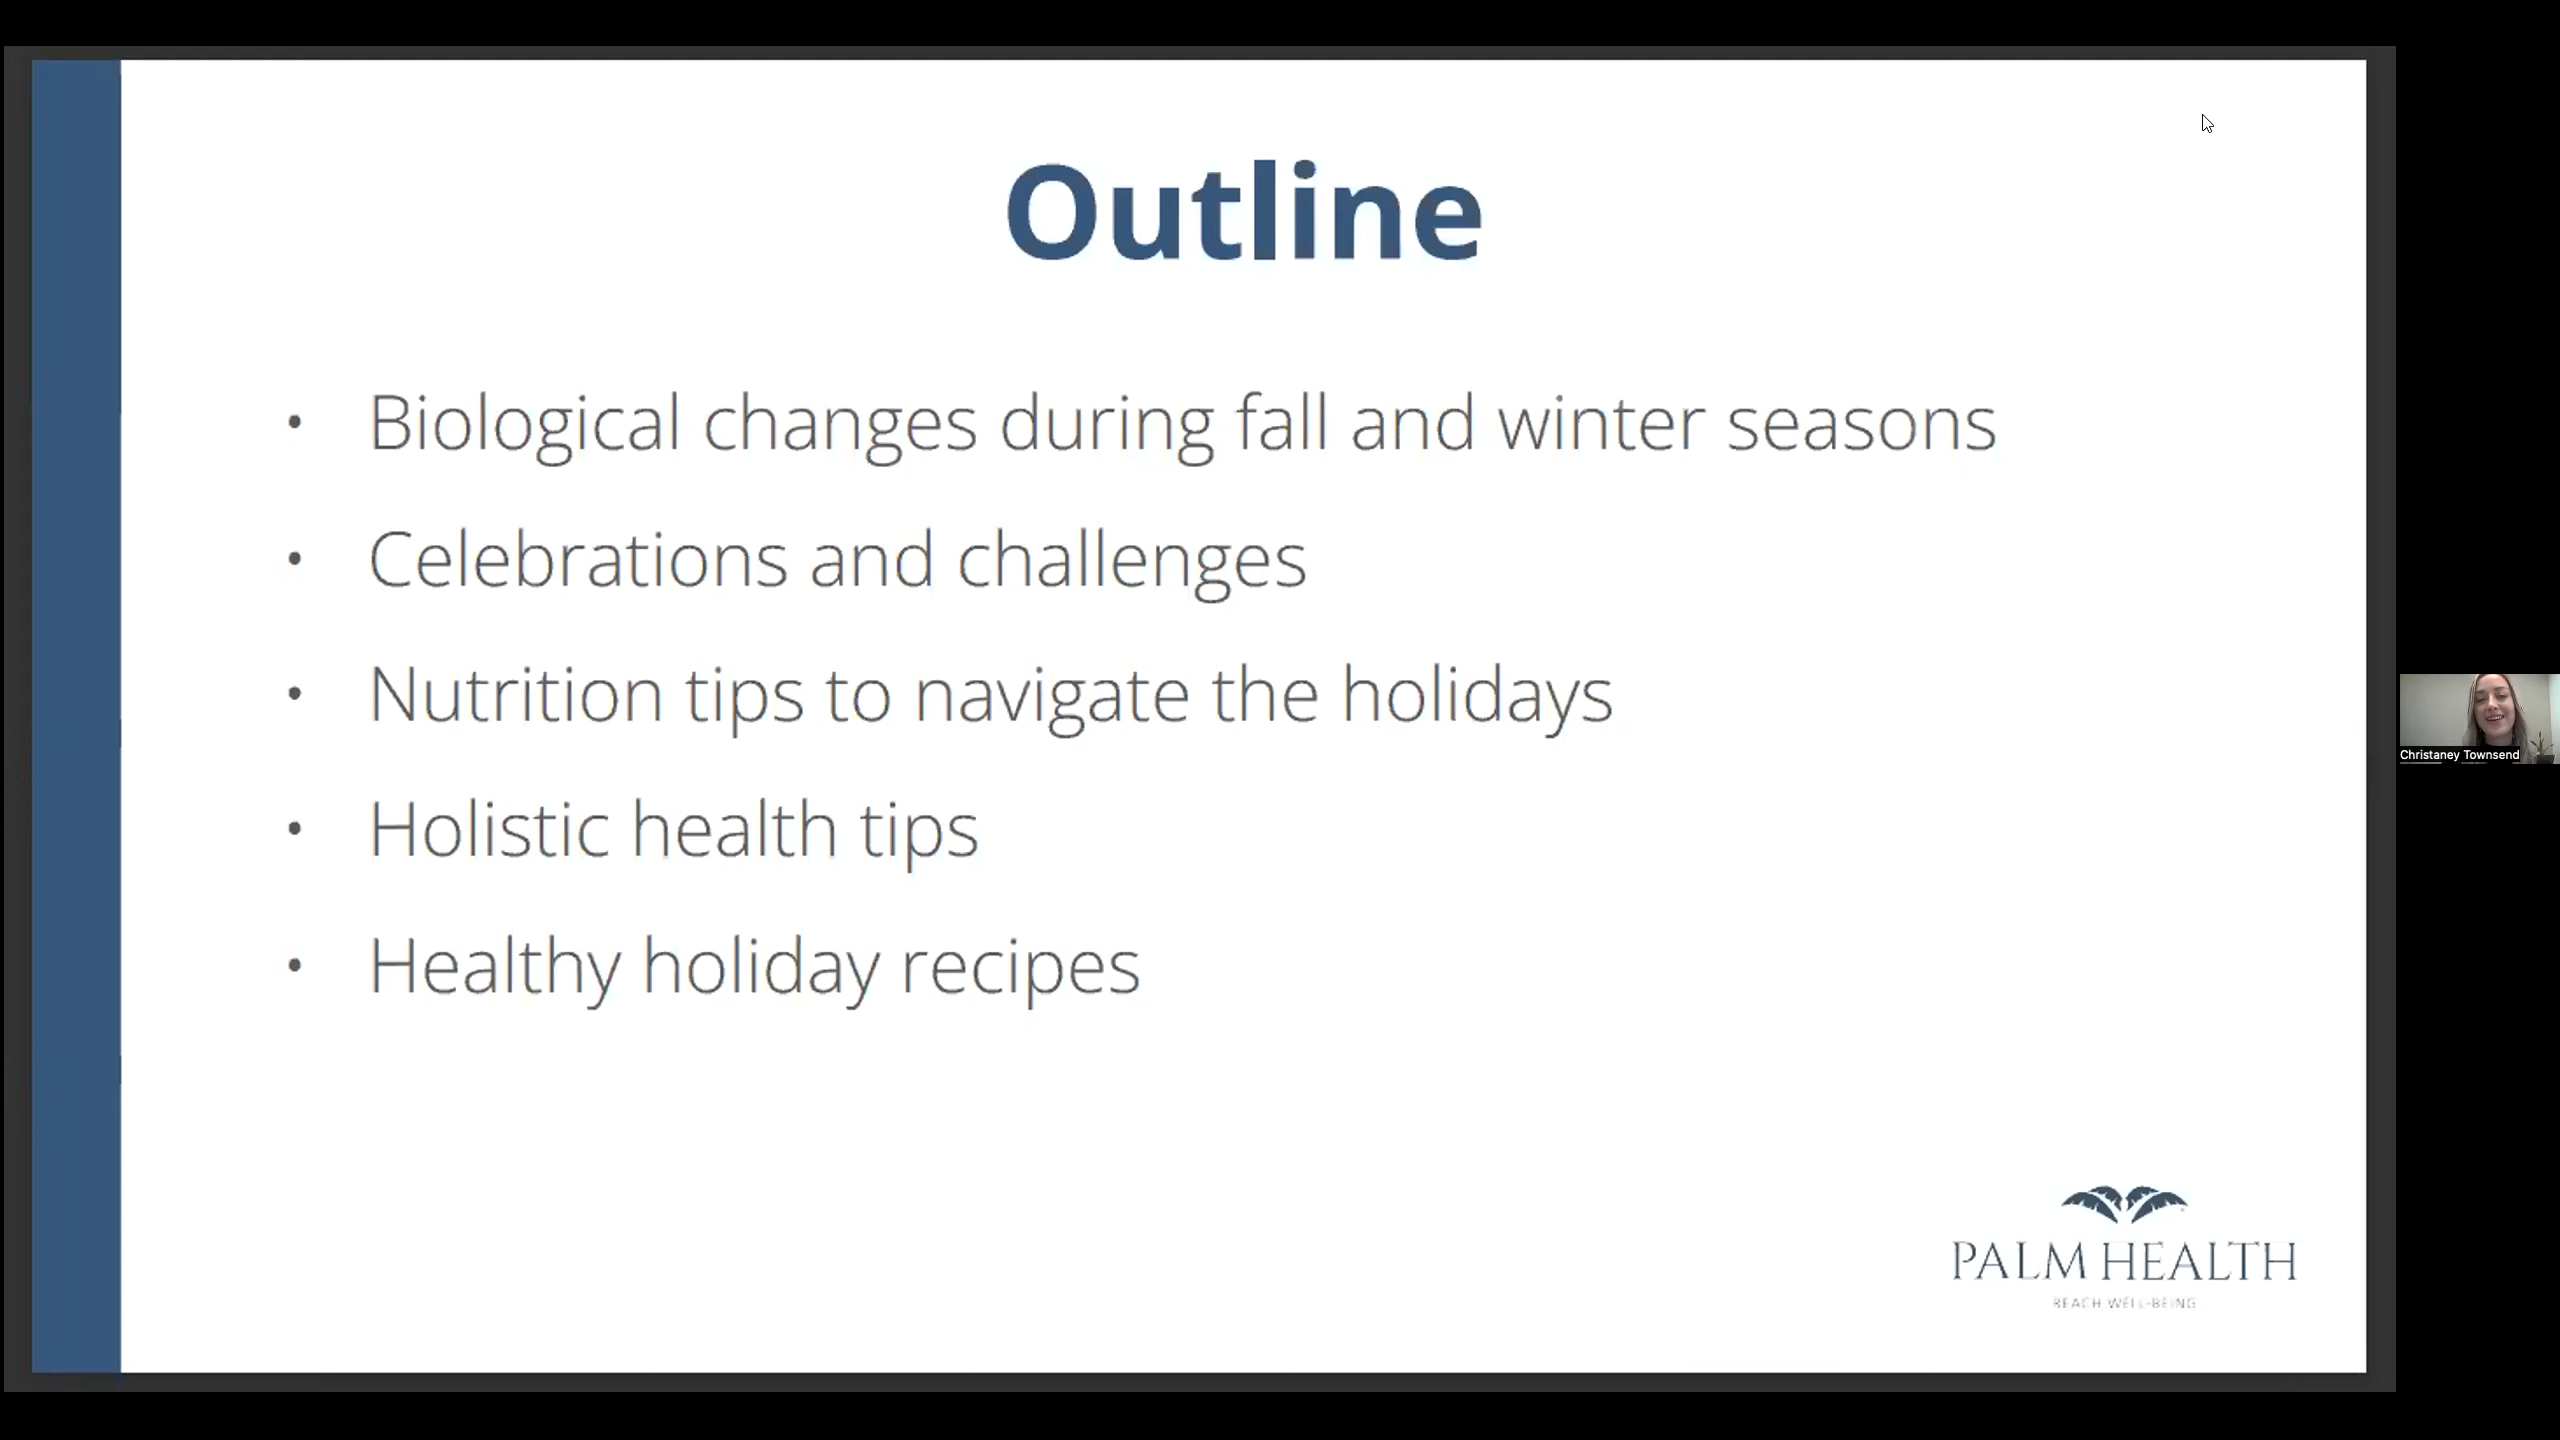 Outline
• Biological changes during fall and winter seasons
• Celebrations and challenges
• Nutrition tips to navigate the holidays
• Holistic health tips
• Healthy holiday recipes
Christaney Townsend
PALM HEALTH
REACH WELL-BEING